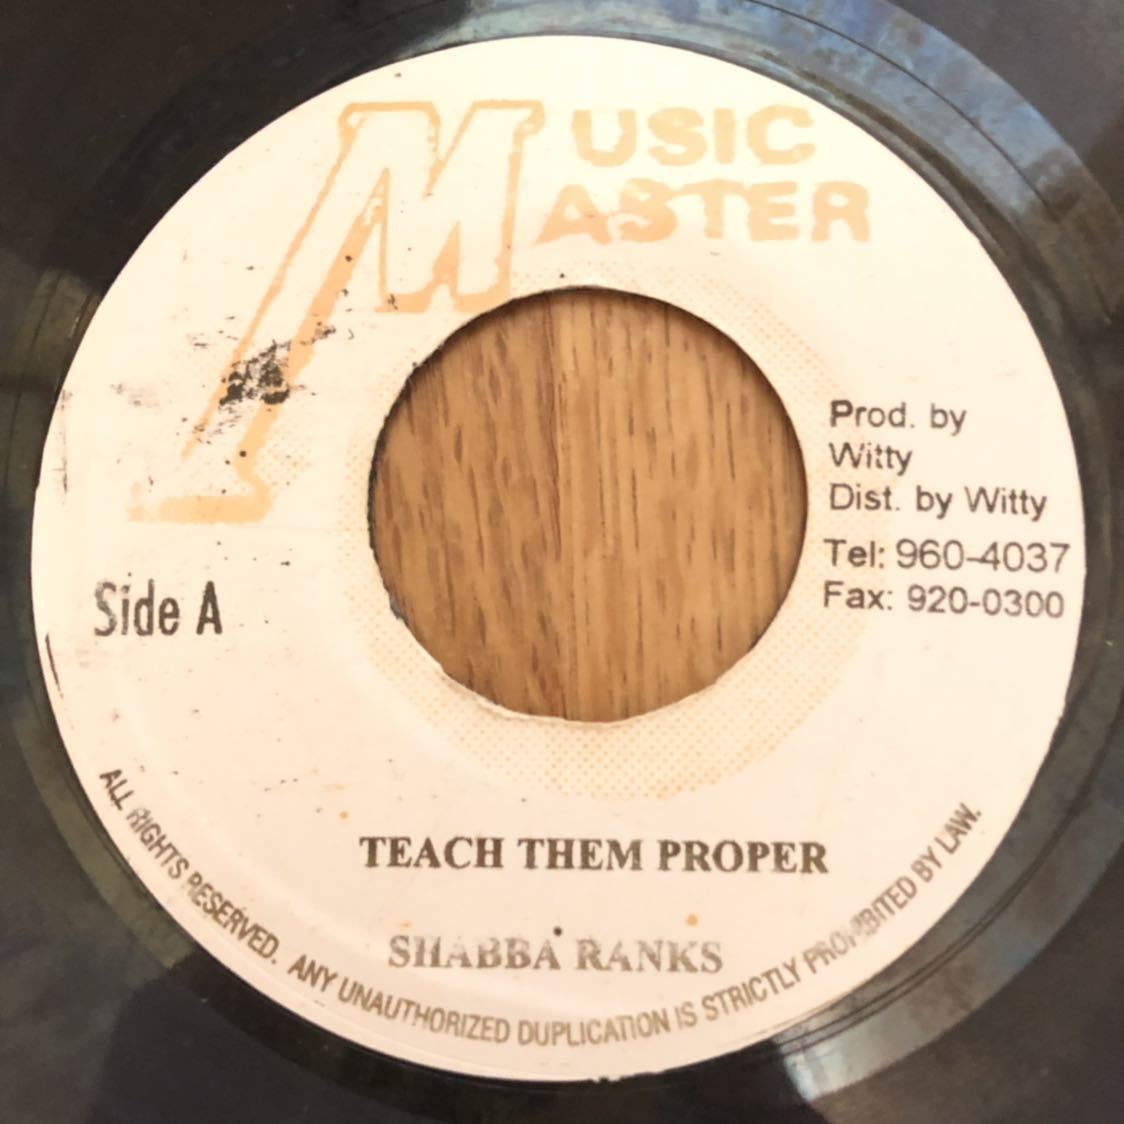 MUSIC
MASTER
Prod. by
Witty
Dist. by Witty
Tel: 960-4037
Fax: 920-0300
Side A
TEACH THEM PROPER
SHABBA RANKS
ALL RIGHTS RESERVED. ANY UNAUTHORIZED DUPLICATION IS STRICTLY PROHIBITED BY LAW.